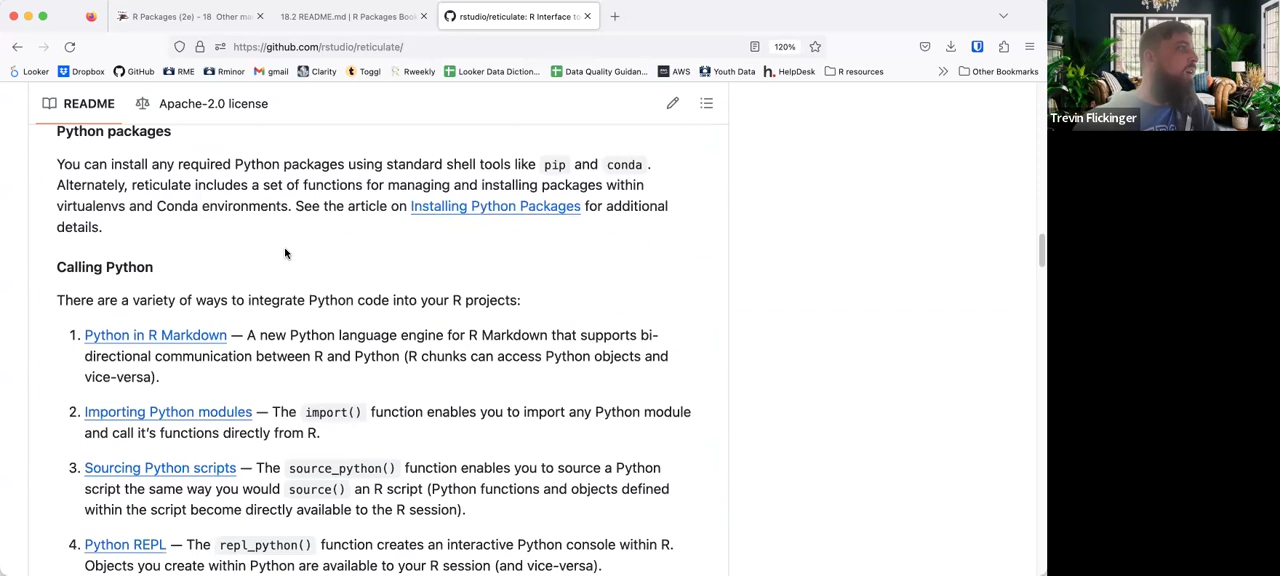 R Packages (2e) - 18 Other ma
18.2 README.md | R Packages Boo
rstudio/reticulate: R Interface to
https://github.com/rstudio/reticulate/
120%
Looker
Dropbox
GitHub
RME
Rminor
gmail
Clarity
Toggl
Rweekly
Looker Data Diction...
Data Quality Guidan...
AWS
Youth Data
HelpDesk
R resources
Other Bookmarks
README
Apache-2.0 license
Trevin Flickinger
Python packages
You can install any required Python packages using standard shell tools like pip and conda .
Alternately, reticulate includes a set of functions for managing and installing packages within
virtualenvs and Conda environments. See the article on Installing Python Packages for additional
details.
Calling Python
There are a variety of ways to integrate Python code into your R projects:
1. Python in R Markdown — A new Python language engine for R Markdown that supports bi-
directional communication between R and Python (R chunks can access Python objects and
vice-versa).
2. Importing Python modules — The import() function enables you to import any Python module
and call it's functions directly from R.
3. Sourcing Python scripts — The source_python() function enables you to source a Python
script the same way you would source() an R script (Python functions and objects defined
within the script become directly available to the R session).
4. Python REPL — The repl_python() function creates an interactive Python console within R.
Objects you create within Python are available to your R session (and vice-versa).